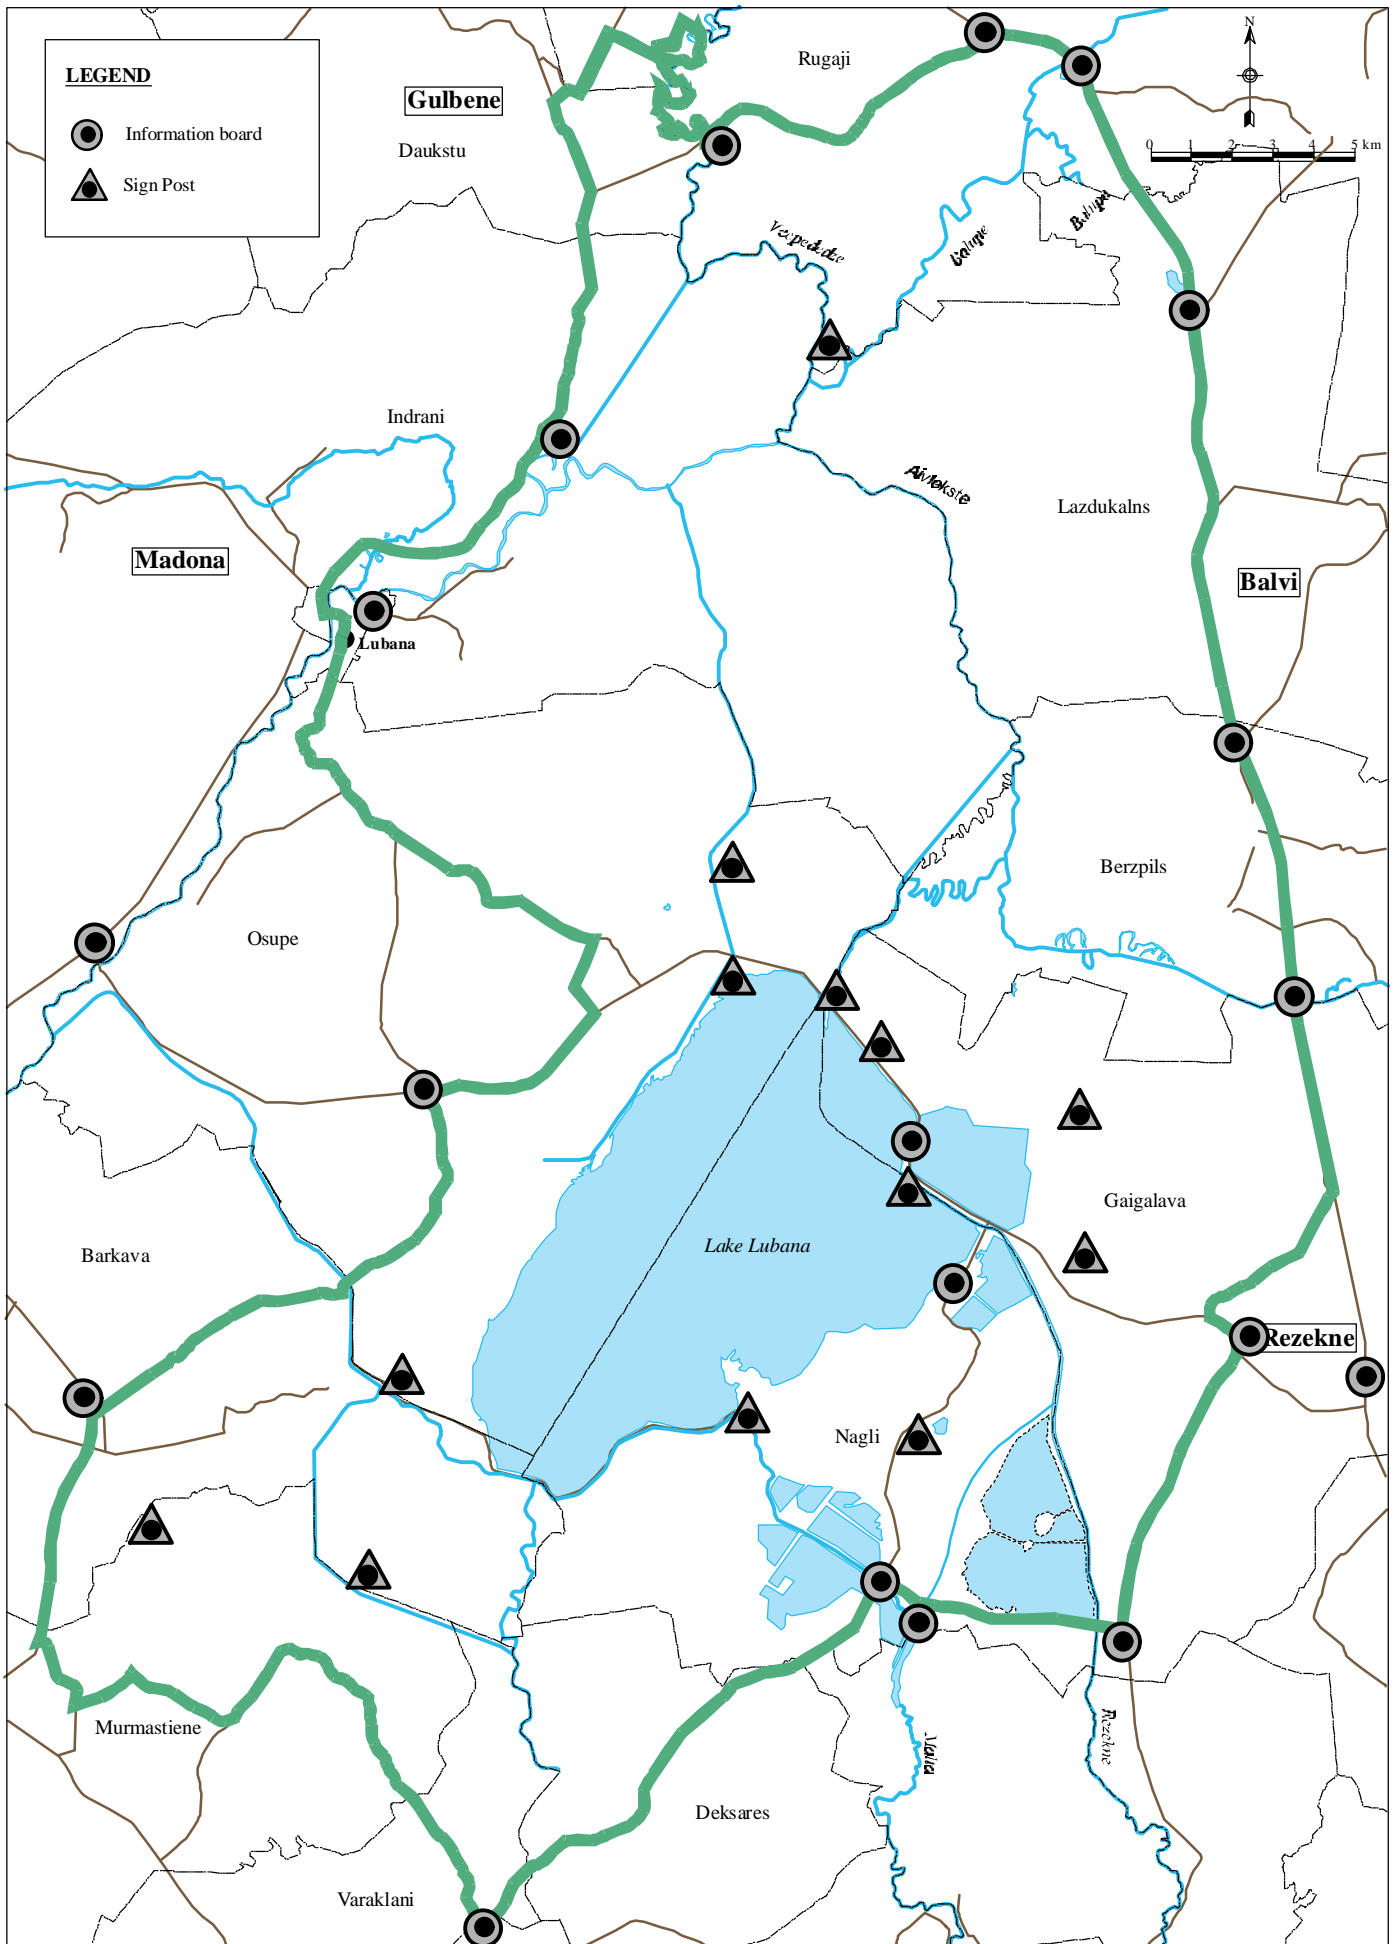 LEGEND
Information board
Sign Post
Gulbene
Daukstu
Rugaji
N
0 1 2 3 4 5 km
Indrani
Aiviekste
Lazdukalns
Madona
Balvi
Lubana
Berzpils
Osupe
Gaigalava
Lake Lubana
Barkava
Rezekne
Nagli
Murmastiene
Rezekne
Deksares
Varaklani